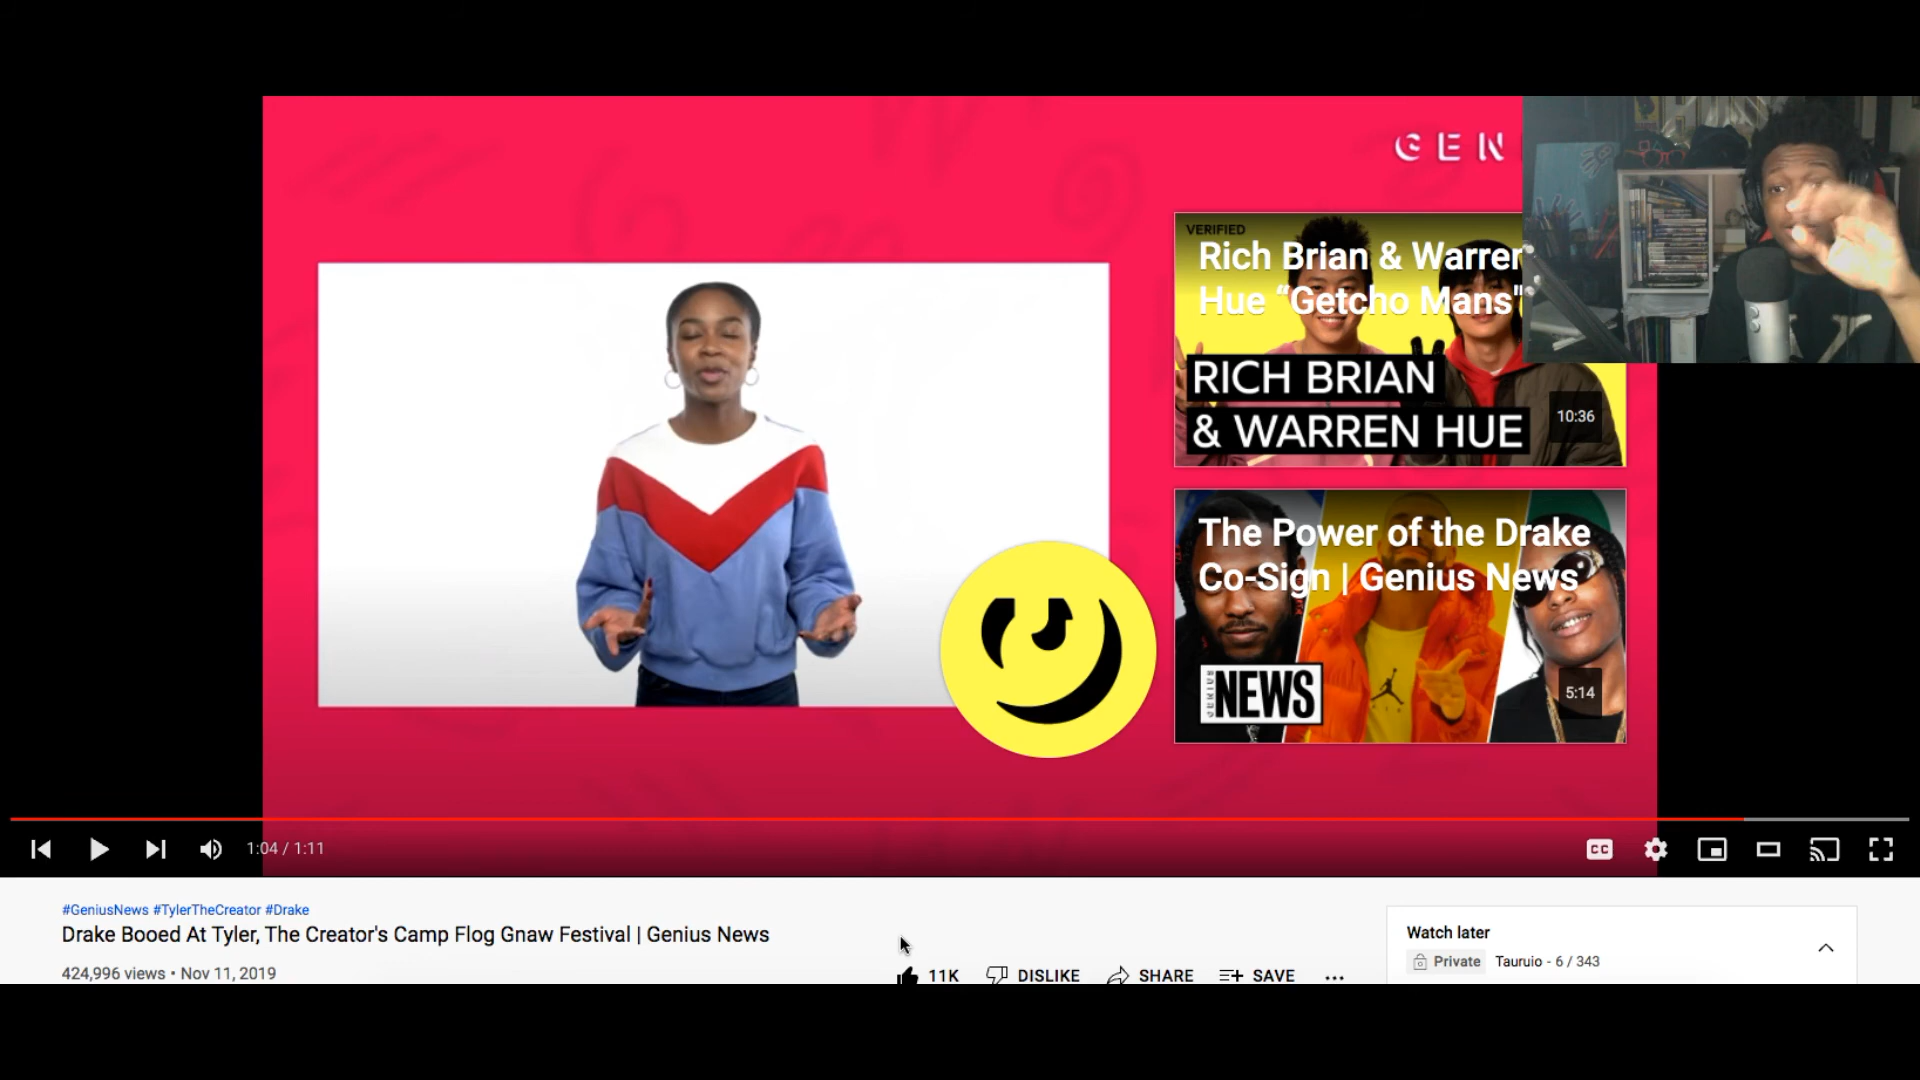 GEN
VERIFIED
Rich Brian & Warren
Hue “Getcho Mans"
RICH BRIAN
& WARREN HUE
10:36
The Power of the Drake
Co-Sign | Genius News
GENIUS
NEWS
5:14
1:04 / 1:11
CC
#GeniusNews #TylerTheCreator #Drake
Drake Booed At Tyler, The Creator's Camp Flog Gnaw Festival | Genius News
424,996 views • Nov 11, 2019
11K DISLIKE SHARE SAVE ...
Watch later
Private Tauruio - 6 / 343